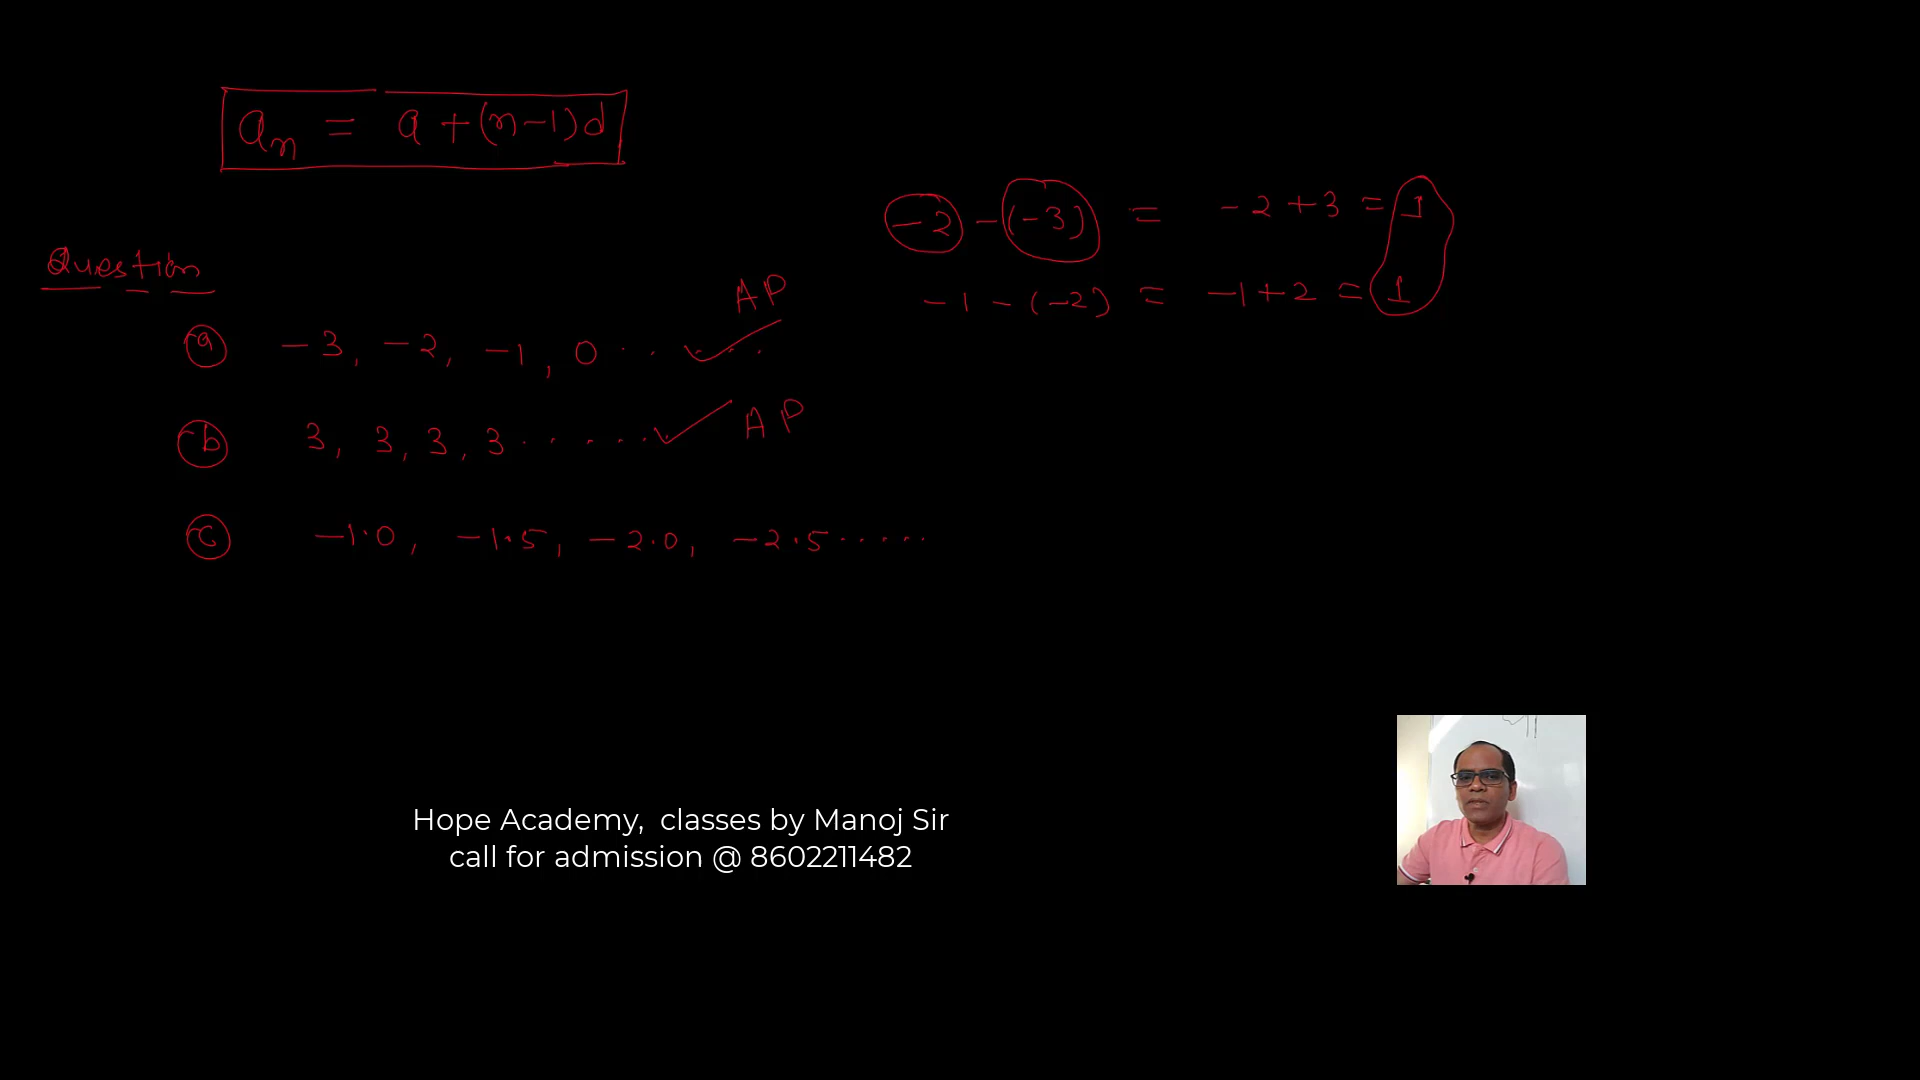 aₙ = a + (n-1)d
-2 - (-3) = -2 + 3 = 1
Question
-1 - (-2) = -1 + 2 = 1
(a) -3, -2, -1, 0 ...... ✓ AP
(b) 3, 3, 3, 3 ...... ✓ AP
(c) -1.0, -1.5, -2.0, -2.5 ......
Hope Academy, classes by Manoj Sir
call for admission @ 8602211482